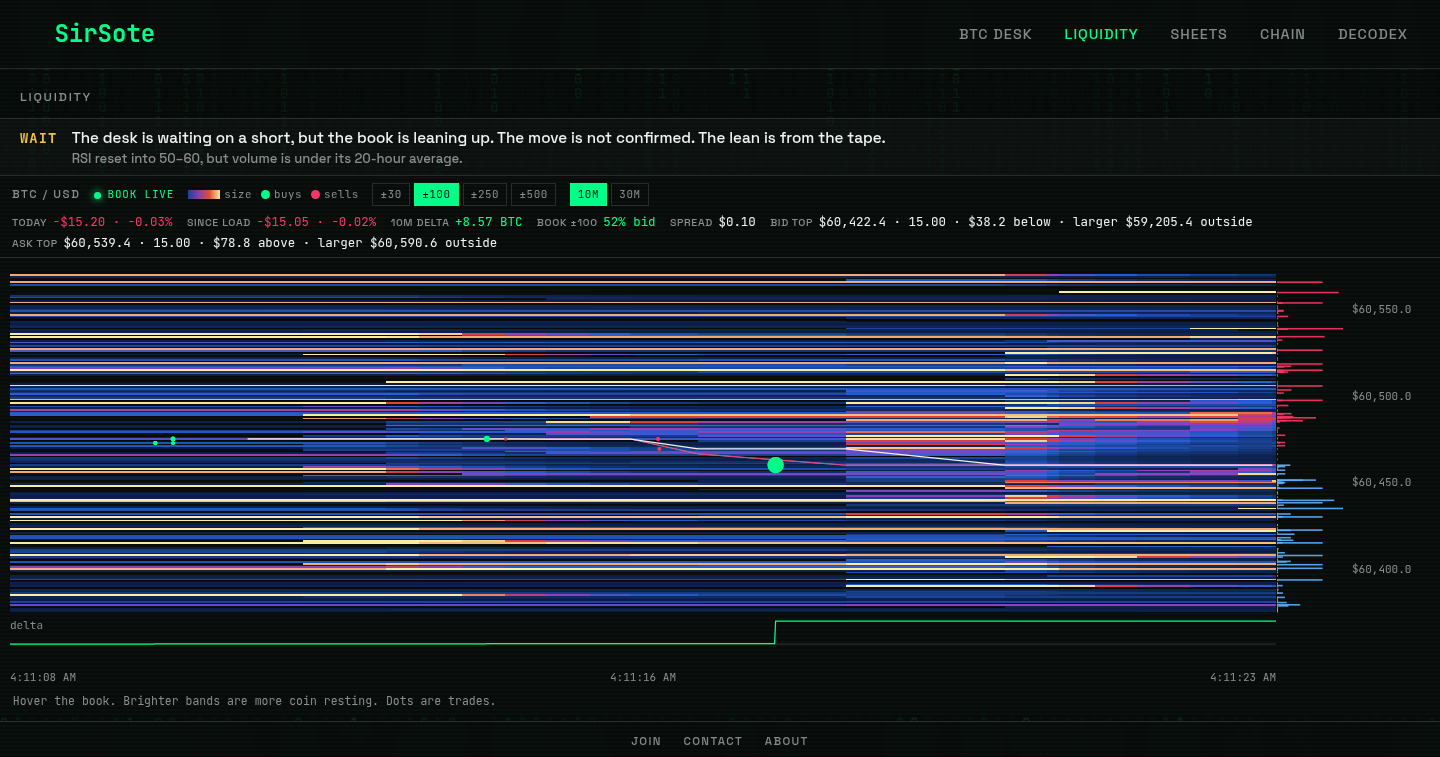 SirSote
BTC DESK LIQUIDITY SHEETS CHAIN DECODEX
LIQUIDITY
WAIT The desk is waiting on a short, but the book is leaning up. The move is not confirmed. The lean is from the tape.
RSI reset into 50–60, but volume is under its 20-hour average.
BTC / USD BOOK LIVE size buys sells ±30 ±100 ±250 ±500 10M 30M
TODAY -$15.20 · -0.03% SINCE LOAD -$15.05 · -0.02% 10M DELTA +8.57 BTC BOOK ±100 52% bid SPREAD $0.10 BID TOP $60,422.4 · 15.00 · $38.2 below · larger $59,205.4 outside
ASK TOP $60,539.4 · 15.00 · $78.8 above · larger $60,590.6 outside
$60,550.0
$60,500.0
$60,450.0
$60,400.0
delta
4:11:08 AM 4:11:16 AM 4:11:23 AM
Hover the book. Brighter bands are more coin resting. Dots are trades.
JOIN CONTACT ABOUT